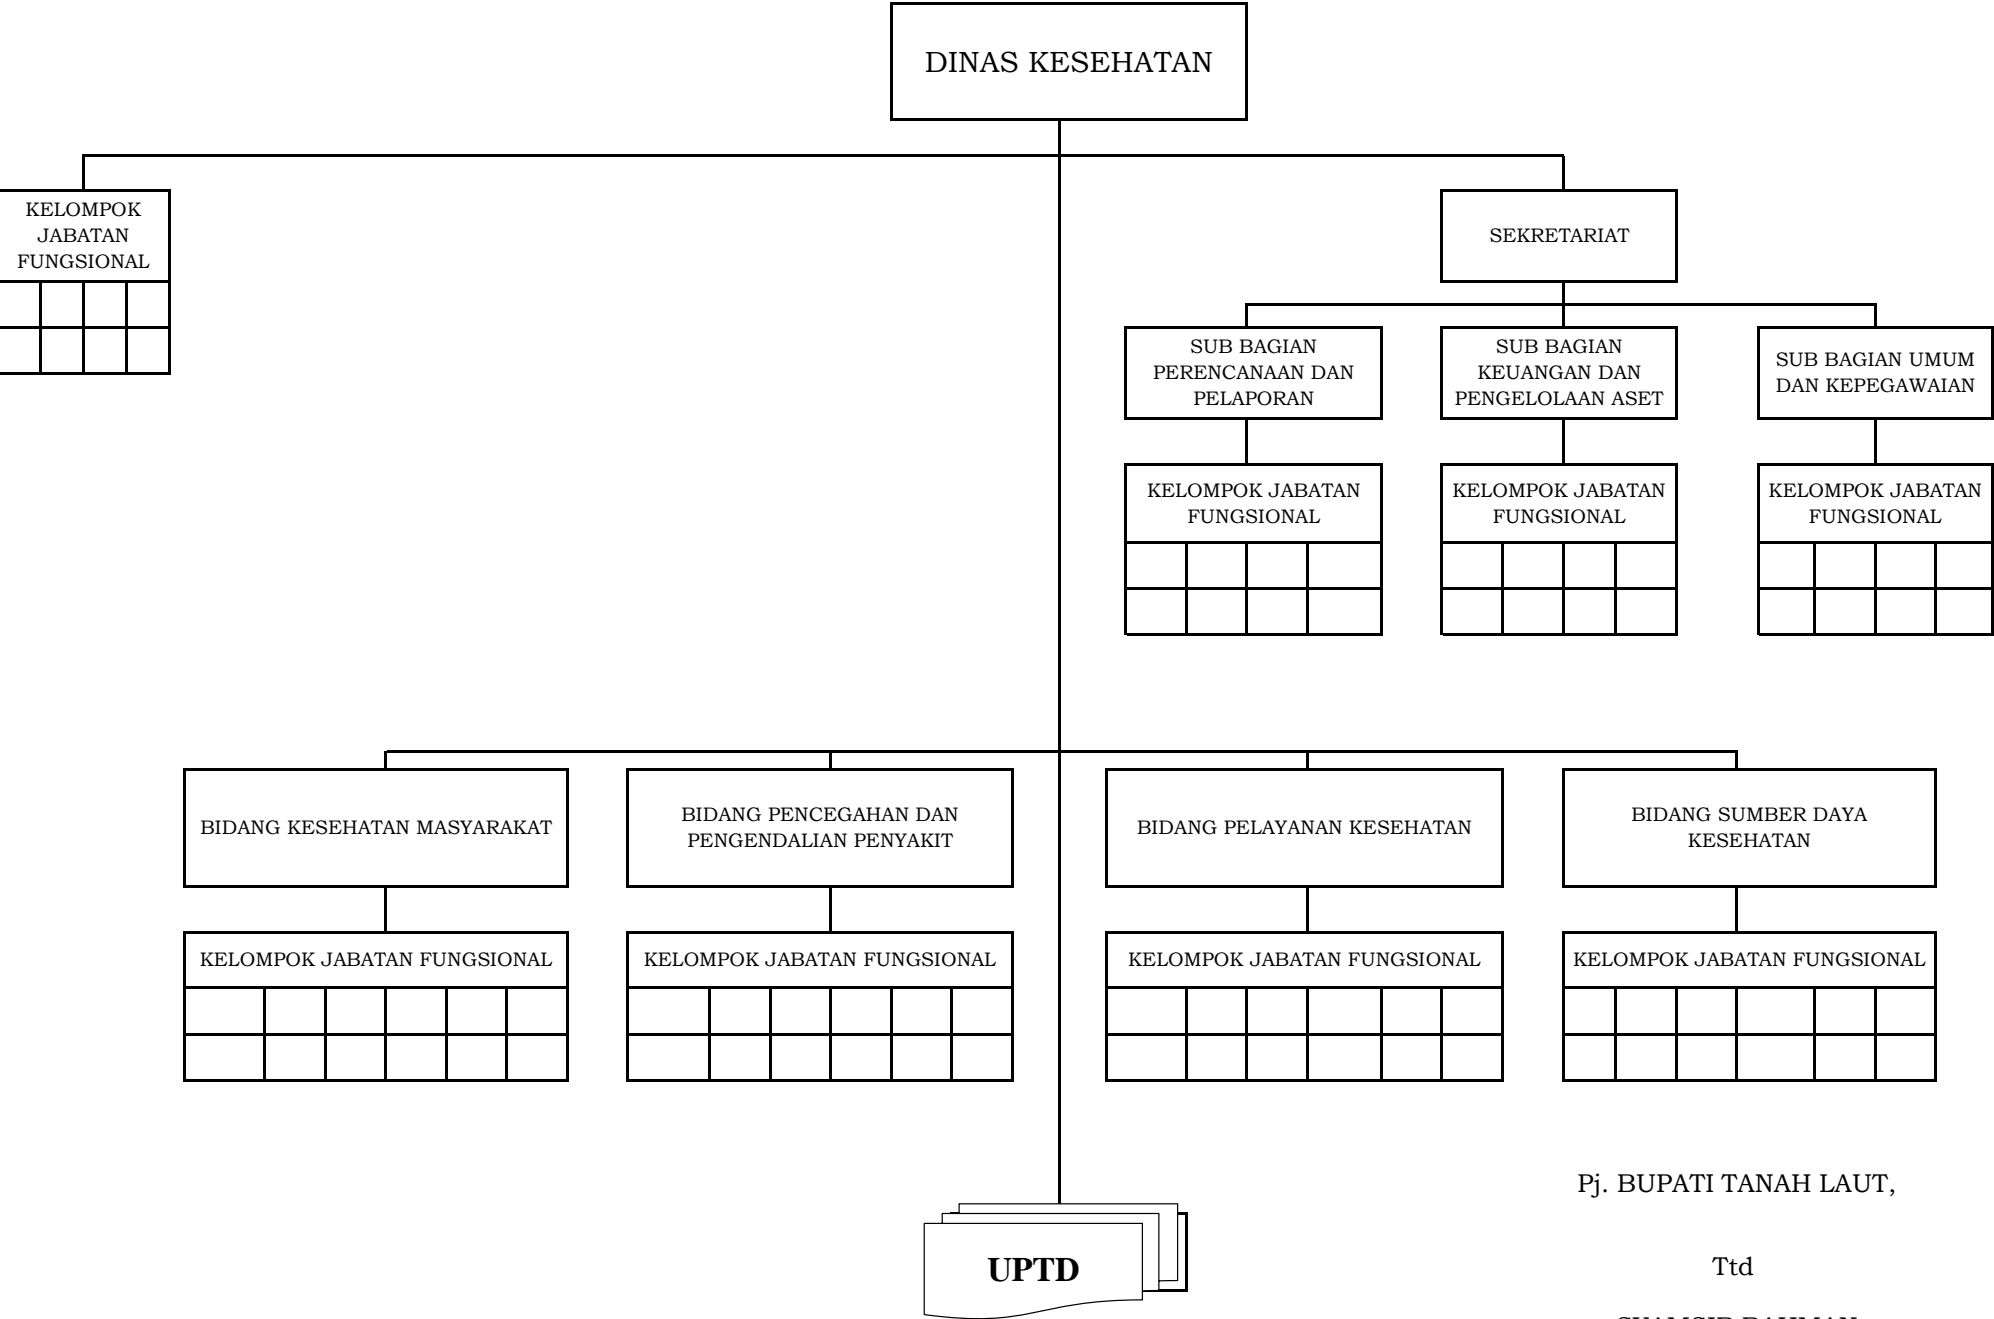 DINAS KESEHATAN
KELOMPOK
JABATAN
FUNGSIONAL
SEKRETARIAT
SUB BAGIAN
PERENCANAAN DAN
PELAPORAN
SUB BAGIAN
KEUANGAN DAN
PENGELOLAAN ASET
SUB BAGIAN UMUM
DAN KEPEGAWAIAN
KELOMPOK JABATAN
FUNGSIONAL
KELOMPOK JABATAN
FUNGSIONAL
KELOMPOK JABATAN
FUNGSIONAL
BIDANG KESEHATAN MASYARAKAT
BIDANG PENCEGAHAN DAN
PENGENDALIAN PENYAKIT
BIDANG PELAYANAN KESEHATAN
BIDANG SUMBER DAYA
KESEHATAN
KELOMPOK JABATAN FUNGSIONAL
KELOMPOK JABATAN FUNGSIONAL
KELOMPOK JABATAN FUNGSIONAL
KELOMPOK JABATAN FUNGSIONAL
UPTD
Pj. BUPATI TANAH LAUT,
Ttd